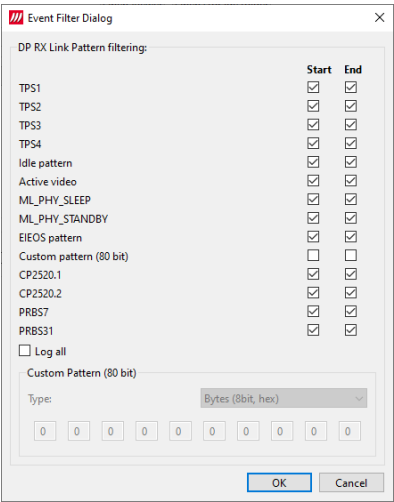 Event Filter Dialog
DP RX Link Pattern filtering:
Start End
TPS1
TPS2
TPS3
TPS4
Idle pattern
Active video
ML_PHY_SLEEP
ML_PHY_STANDBY
EIEOS pattern
Custom pattern (80 bit)
CP2520.1
CP2520.2
PRBS7
PRBS31
Log all
Custom Pattern (80 bit)
Type: Bytes (8bit, hex)
0 0 0 0 0 0 0 0 0 0
OK Cancel